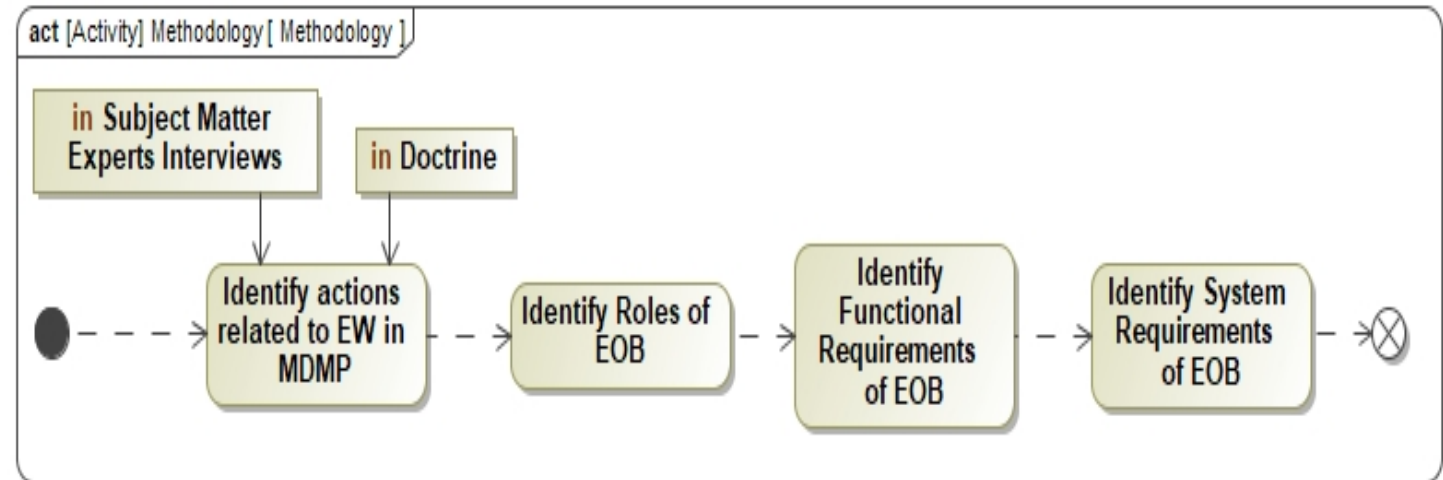 act [Activity] Methodology [ Methodology ]
in Subject Matter
Experts Interviews
in Doctrine
Identify actions
related to EW in
MDMP
Identify Roles of
EOB
Identify
Functional
Requirements
of EOB
Identify System
Requirements
of EOB